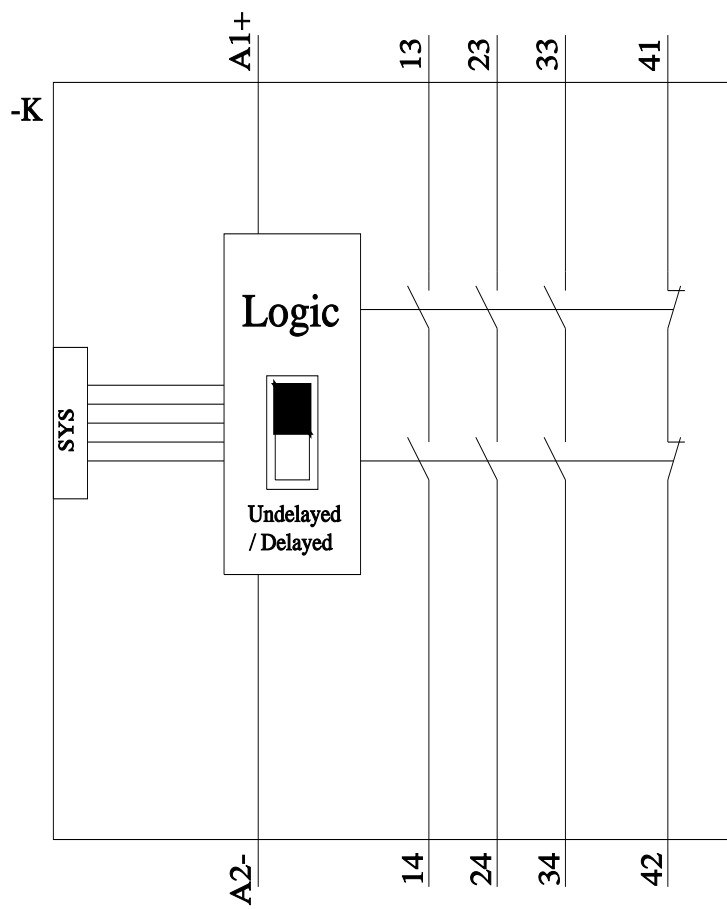 A1+
13
23
33
41
-K
Logic
SYS
Undelayed
/ Delayed
A2-
14
24
34
42